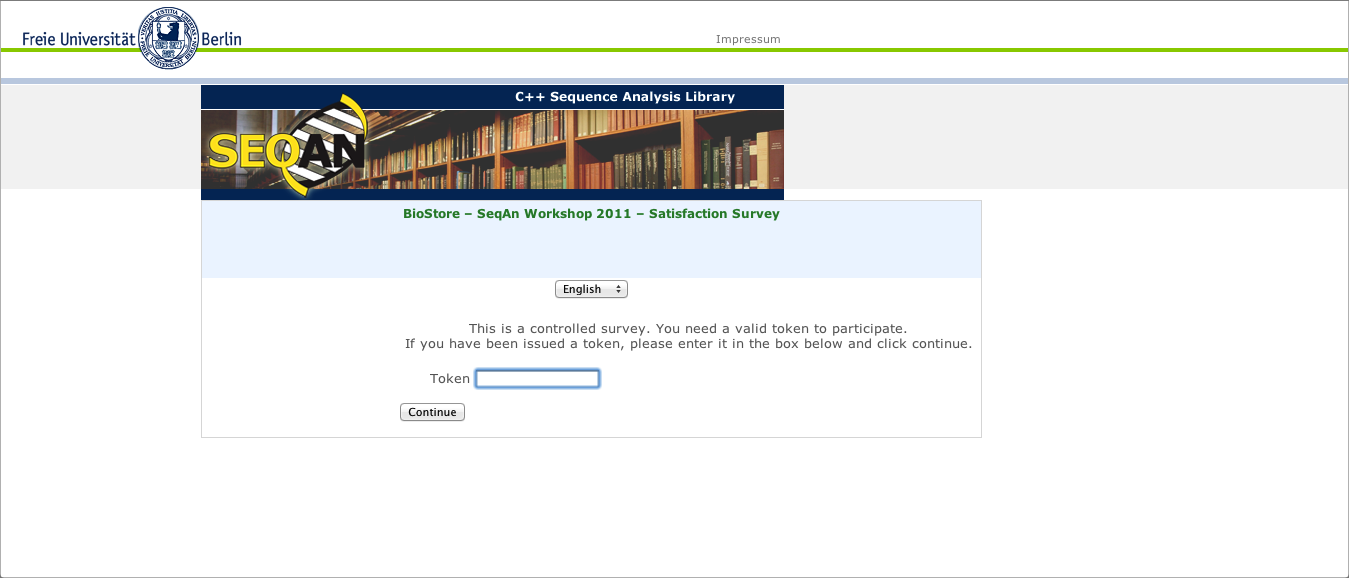 Freie Universität Berlin
Impressum
C++ Sequence Analysis Library
SEQAN
BioStore – SeqAn Workshop 2011 – Satisfaction Survey
English
This is a controlled survey. You need a valid token to participate.
If you have been issued a token, please enter it in the box below and click continue.
Token
Continue